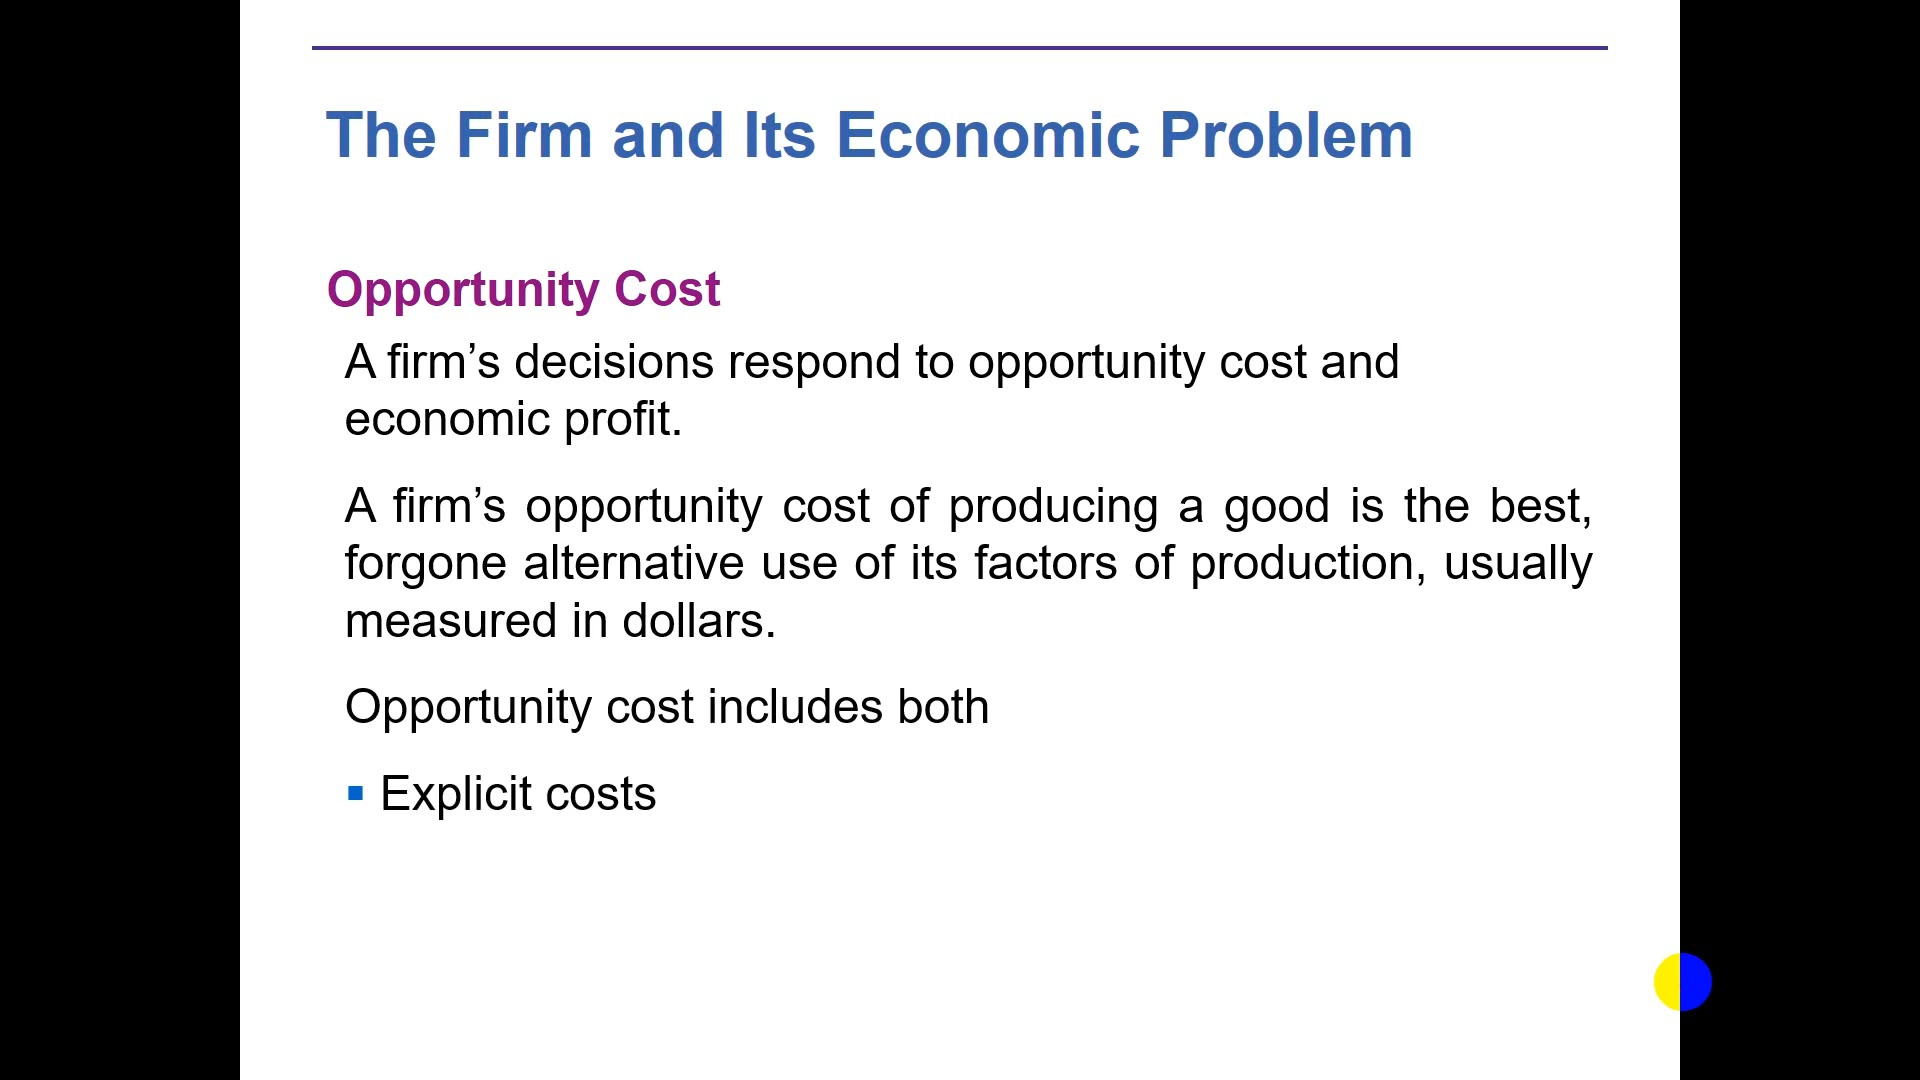 The Firm and Its Economic Problem
Opportunity Cost
A firm’s decisions respond to opportunity cost and
economic profit.
A firm’s opportunity cost of producing a good is the best,
forgone alternative use of its factors of production, usually
measured in dollars.
Opportunity cost includes both
▪ Explicit costs